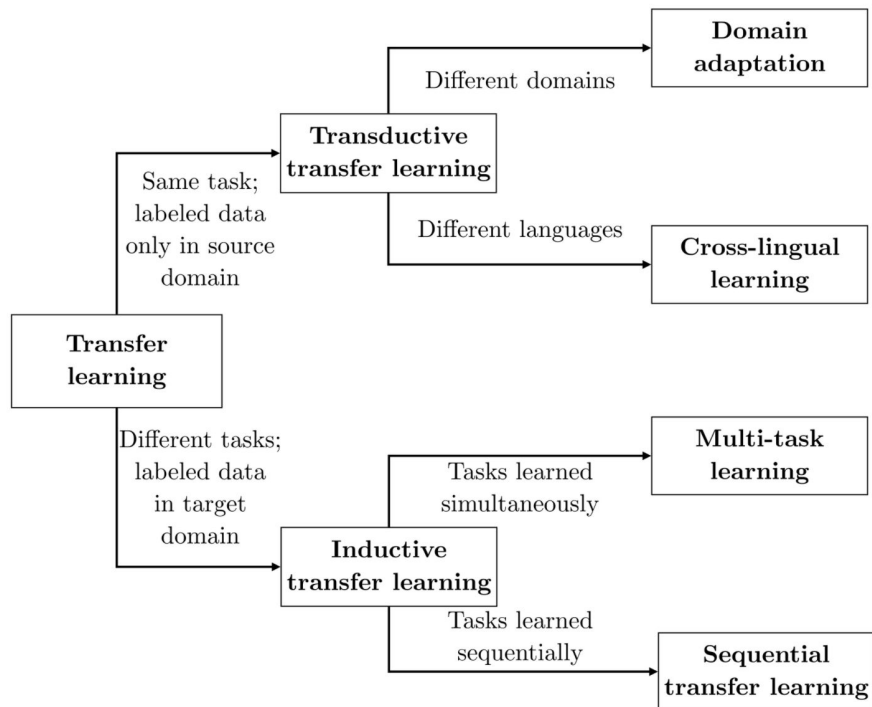 Domain
adaptation
Different domains
Transductive
transfer learning
Same task;
labeled data
only in source
domain
Different languages
Cross-lingual
learning
Transfer
learning
Different tasks;
labeled data
in target
domain
Multi-task
learning
Tasks learned
simultaneously
Inductive
transfer learning
Tasks learned
sequentially
Sequential
transfer learning